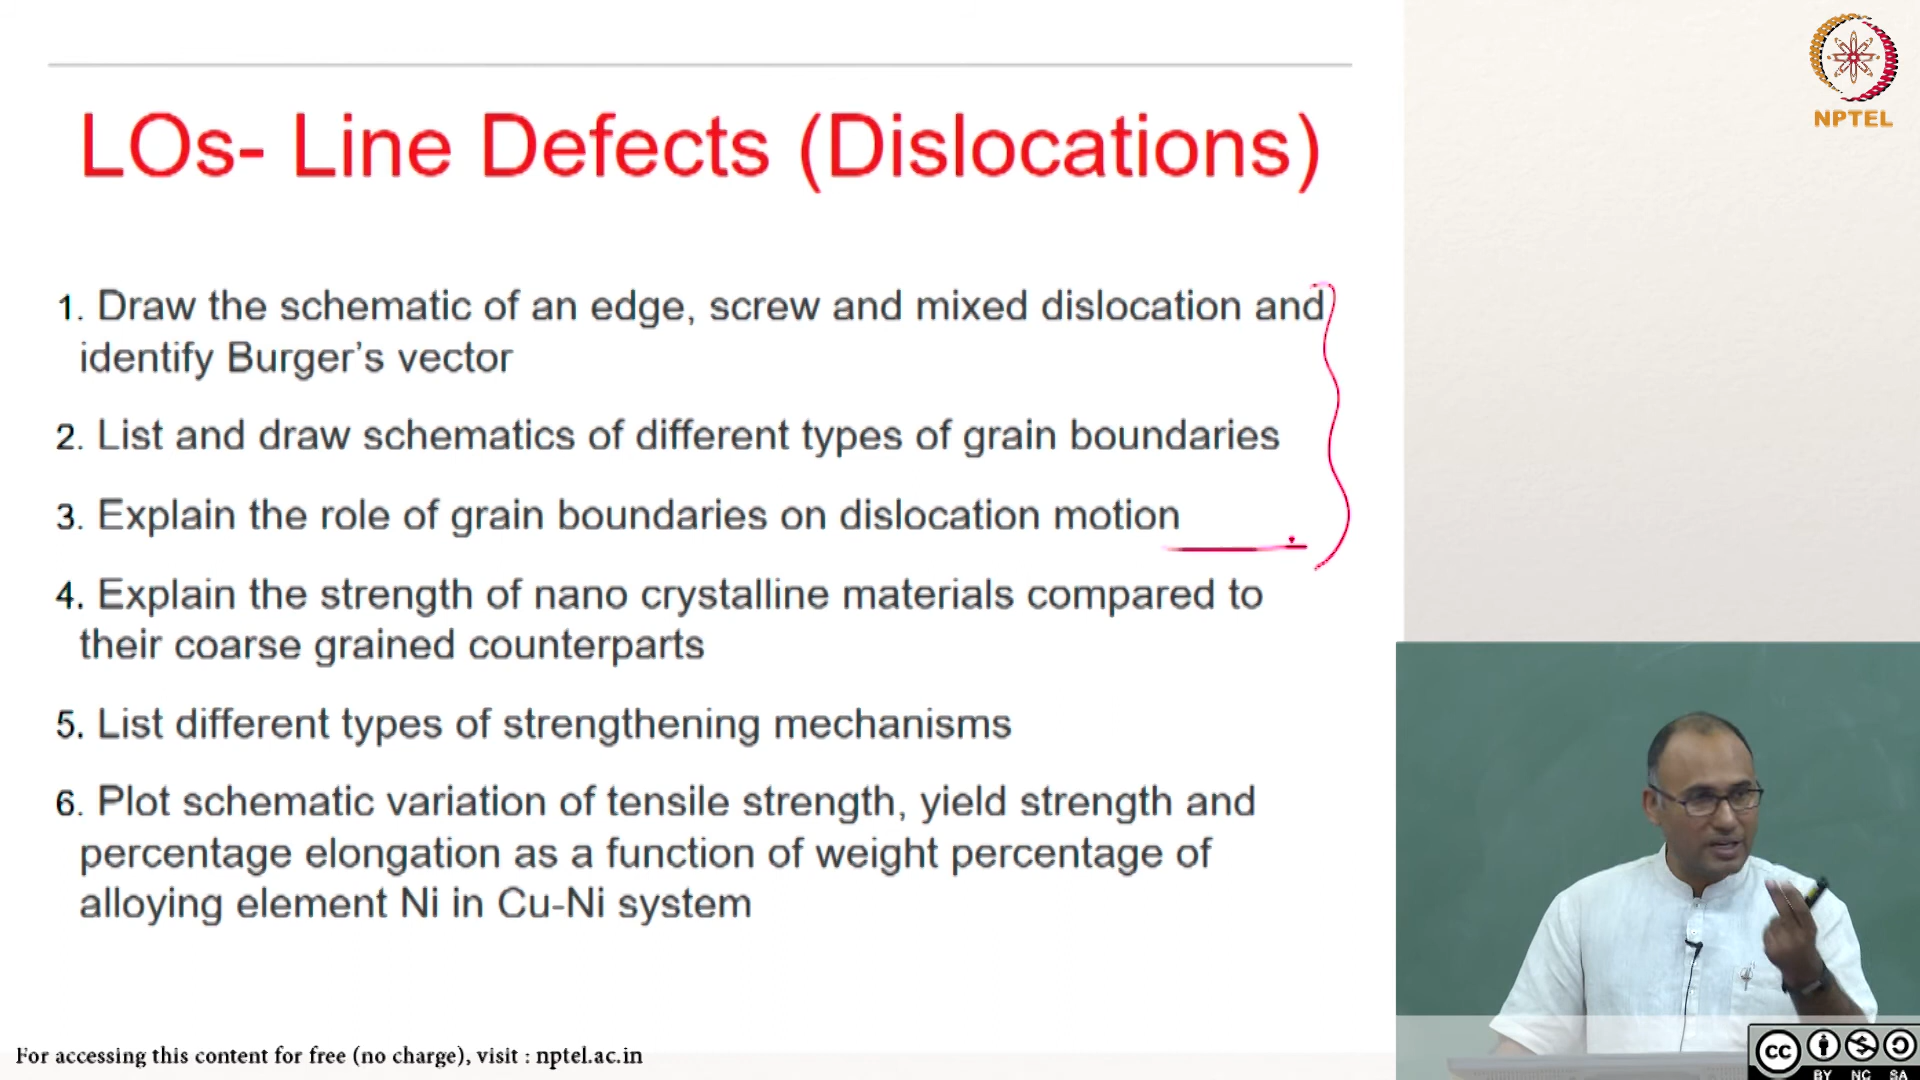 NPTEL
LOs- Line Defects (Dislocations)
1. Draw the schematic of an edge, screw and mixed dislocation and
identify Burger's vector
2. List and draw schematics of different types of grain boundaries
3. Explain the role of grain boundaries on dislocation motion
4. Explain the strength of nano crystalline materials compared to
their coarse grained counterparts
5. List different types of strengthening mechanisms
6. Plot schematic variation of tensile strength, yield strength and
percentage elongation as a function of weight percentage of
alloying element Ni in Cu-Ni system
For accessing this content for free (no charge), visit : nptel.ac.in
cc
BY NC SA